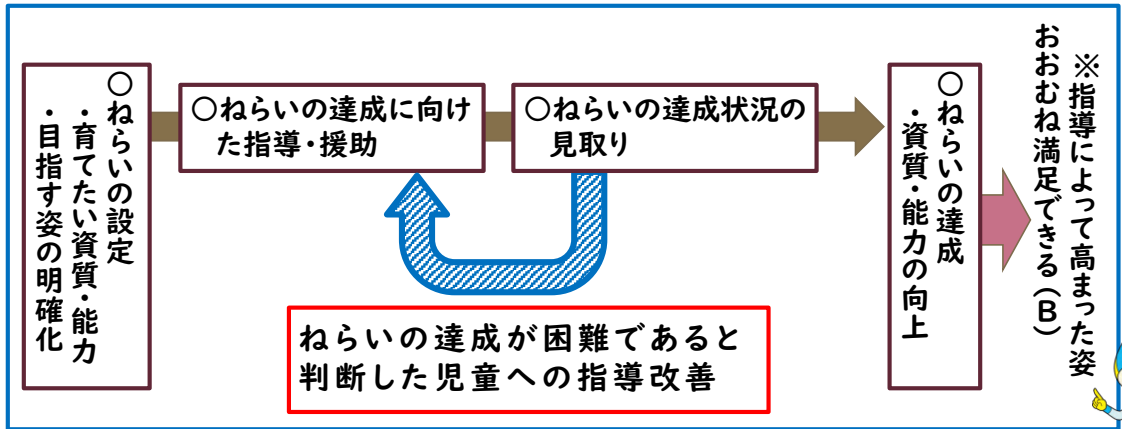 ○ねらいの設定
・育てたい資質・能力
・目指す姿の明確化
○ねらいの達成に向け
た指導・援助
○ねらいの達成状況の
見取り
ねらいの達成が困難であると
判断した児童への指導改善
○ねらいの達成
・資質・能力の向上
※指導によって高まった姿
おおむね満足できる(B)